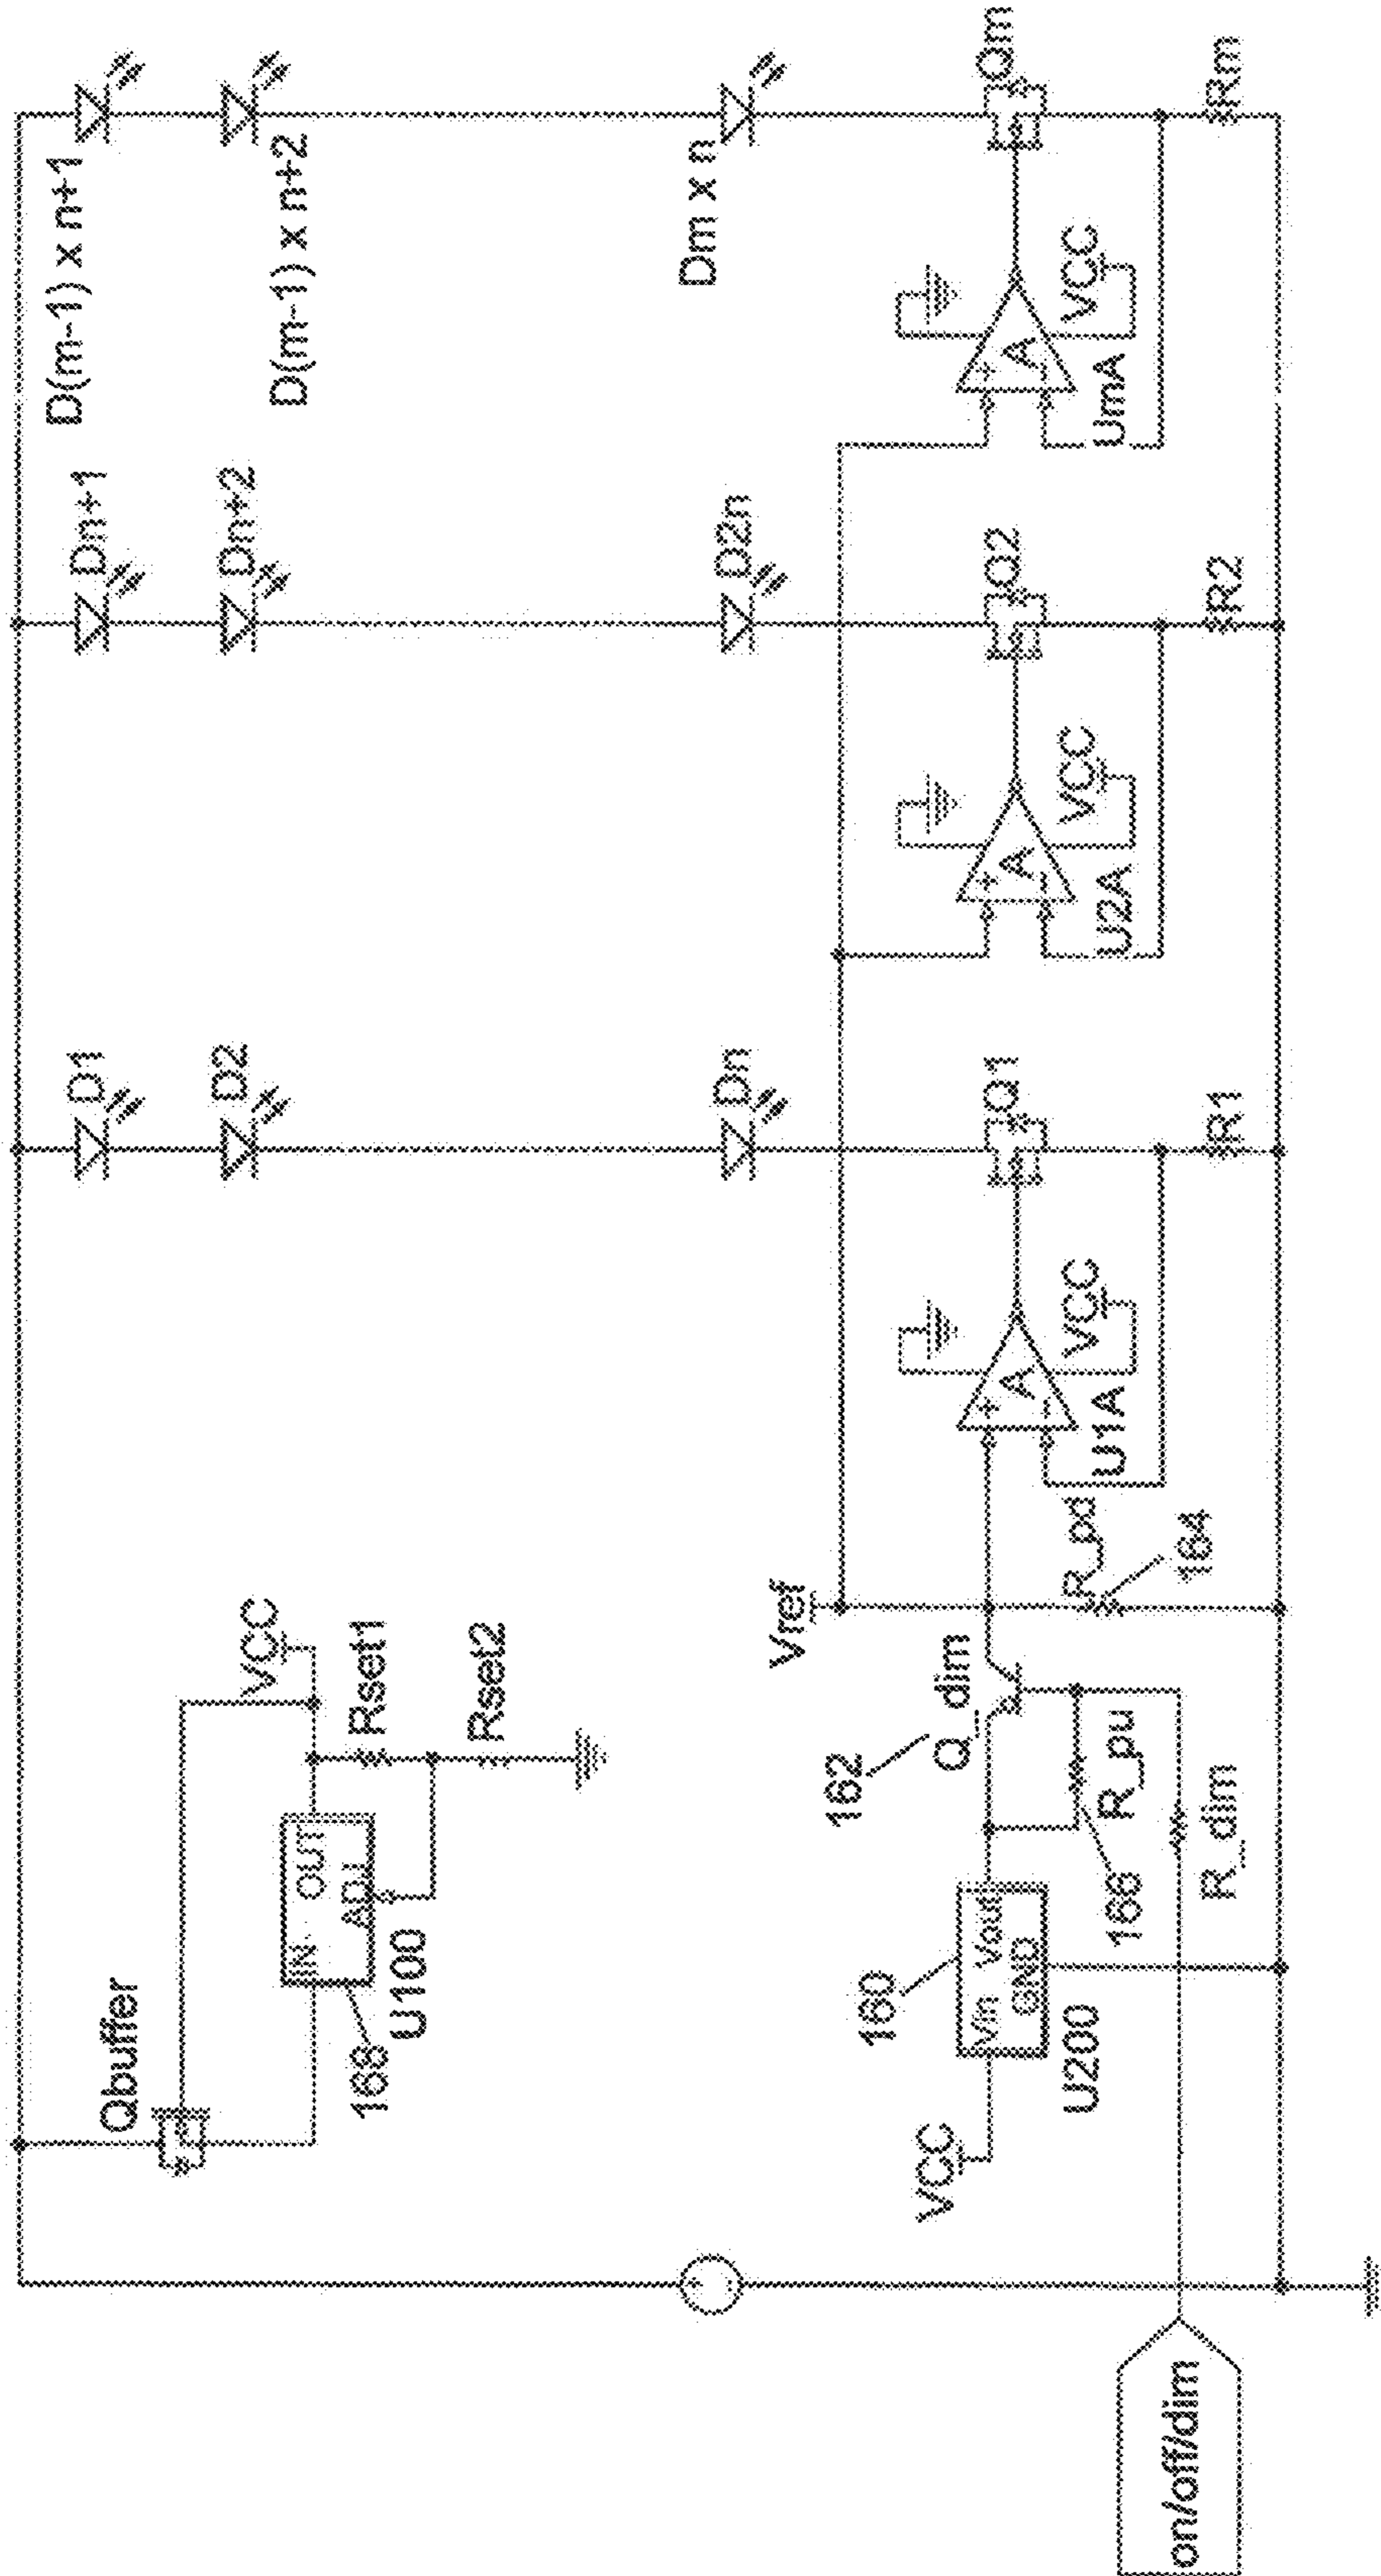 Qbuffer
VCC
IN
OUT
ADJ
168
U100
Rset1
Rset2
D1
D2
Dn
Dn+1
Dn+2
D2n
D(m-1) x n+1
D(m-1) x n+2
Dm x n
VCC
160
Vin
Vout
GND
U200
162
Q_dim
Vref
166
R_pu
R_dim
R_pd
164
+
A
-
U1A
VCC
Q1
R1
+
A
-
U2A
VCC
Q2
R2
+
A
-
UmA
VCC
Qm
Rm
on/off/dim